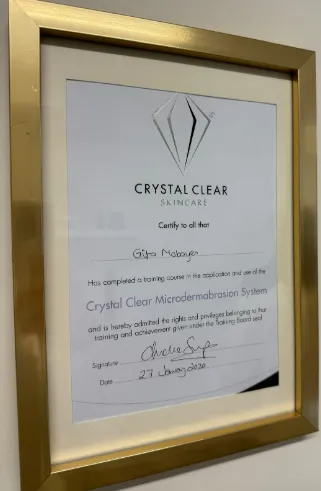 CRYSTAL CLEAR
SKINCARE
Certify to all that
Has completed a training course in the application and use of the
Crystal Clear Microdermabrasion System
and is hereby admitted the rights and privileges belonging to that
training and achievement given under the Training Board seal
Signature
Date 27 January 2020